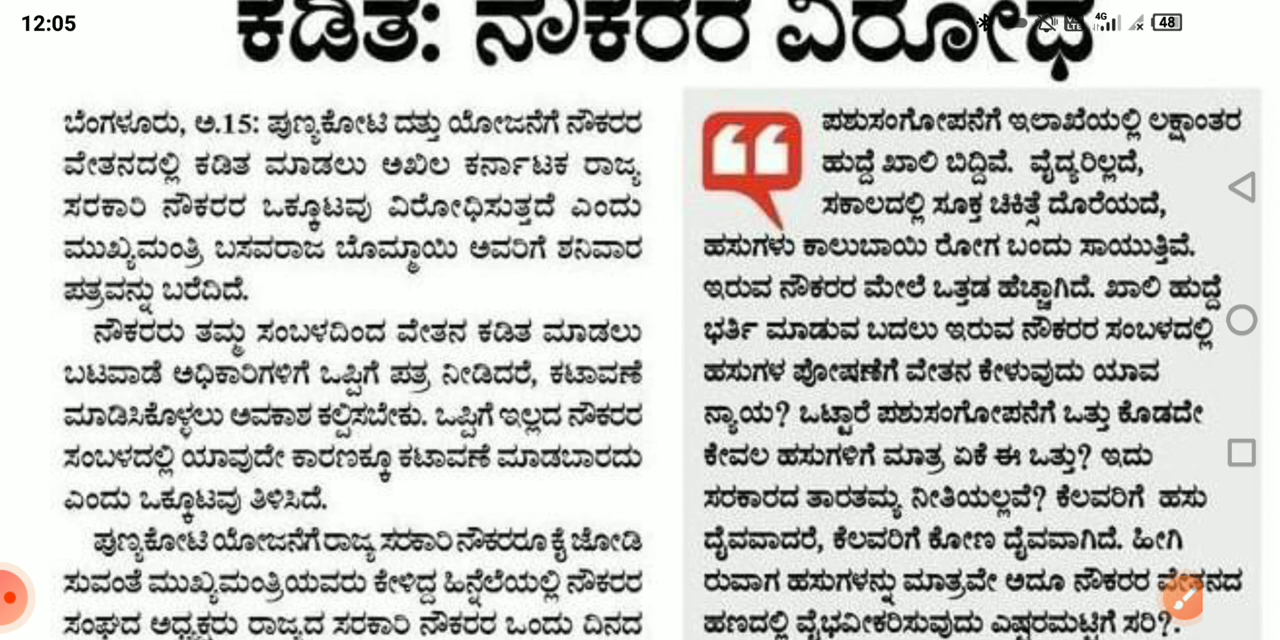 12:05
4G
48
ಕಡಿತ: ನೌಕರರ ವಿರೋಧ
ಬೆಂಗಳೂರು, ಅ.15: ಪುಣ್ಯಕೋಟಿ ದತ್ತು ಯೋಜನೆಗೆ ನೌಕರರ
ವೇತನದಲ್ಲಿ ಕಡಿತ ಮಾಡಲು ಅಖಿಲ ಕರ್ನಾಟಕ ರಾಜ್ಯ
ಸರಕಾರಿ ನೌಕರರ ಒಕ್ಕೂಟವು ವಿರೋಧಿಸುತ್ತದೆ ಎಂದು
ಮುಖ್ಯಮಂತ್ರಿ ಬಸವರಾಜ ಬೊಮ್ಮಾಯಿ ಅವರಿಗೆ ಶನಿವಾರ
ಪತ್ರವನ್ನು ಬರೆದಿದೆ.
ನೌಕರರು ತಮ್ಮ ಸಂಬಳದಿಂದ ವೇತನ ಕಡಿತ ಮಾಡಲು
ಬಟವಾಡೆ ಅಧಿಕಾರಿಗಳಿಗೆ ಒಪ್ಪಿಗೆ ಪತ್ರ ನೀಡಿದರೆ, ಕಟಾವಣೆ
ಮಾಡಿಸಿಕೊಳ್ಳಲು ಅವಕಾಶ ಕಲ್ಪಿಸಬೇಕು. ಒಪ್ಪಿಗೆ ಇಲ್ಲದ ನೌಕರರ
ಸಂಬಳದಲ್ಲಿ ಯಾವುದೇ ಕಾರಣಕ್ಕೂ ಕಟಾವಣೆ ಮಾಡಬಾರದು
ಎಂದು ಒಕ್ಕೂಟವು ತಿಳಿಸಿದೆ.
ಪುಣ್ಯಕೋಟಿ ಯೋಜನೆಗೆ ರಾಜ್ಯ ಸರಕಾರಿ ನೌಕರರೂ ಕೈ ಜೋಡಿ
ಸುವಂತೆ ಮುಖ್ಯಮಂತ್ರಿಯವರು ಕೇಳಿದ್ದ ಹಿನ್ನೆಲೆಯಲ್ಲಿ ನೌಕರರ
ಸಂಘದ ಅಧ್ಯಕ್ಷರು ರಾಜ್ಯದ ಸರಕಾರಿ ನೌಕರರ ಒಂದು ದಿನದ
ಪಶುಸಂಗೋಪನೆಗೆ ಇಲಾಖೆಯಲ್ಲಿ ಲಕ್ಷಾಂತರ
ಹುದ್ದೆ ಖಾಲಿ ಬಿದ್ದಿವೆ. ವೈದ್ಯರಿಲ್ಲದೆ,
ಸಕಾಲದಲ್ಲಿ ಸೂಕ್ತ ಚಿಕಿತ್ಸೆ ದೊರೆಯದೆ,
ಹಸುಗಳು ಕಾಲುಬಾಯಿ ರೋಗ ಬಂದು ಸಾಯುತ್ತಿವೆ.
ಇರುವ ನೌಕರರ ಮೇಲೆ ಒತ್ತಡ ಹೆಚ್ಚಾಗಿದೆ. ಖಾಲಿ ಹುದ್ದೆ
ಭರ್ತಿ ಮಾಡುವ ಬದಲು ಇರುವ ನೌಕರರ ಸಂಬಳದಲ್ಲಿ
ಹಸುಗಳ ಪೋಷಣೆಗೆ ವೇತನ ಕೇಳುವುದು ಯಾವ
ನ್ಯಾಯ? ಒಟ್ಟಾರೆ ಪಶುಸಂಗೋಪನೆಗೆ ಒತ್ತು ಕೊಡದೇ
ಕೇವಲ ಹಸುಗಳಿಗೆ ಮಾತ್ರ ಏಕೆ ಈ ಒತ್ತು? ಇದು
ಸರಕಾರದ ತಾರತಮ್ಯ ನೀತಿಯಲ್ಲವೆ? ಕೆಲವರಿಗೆ ಹಸು
ದೈವವಾದರೆ, ಕೆಲವರಿಗೆ ಕೋಣ ದೈವವಾಗಿದೆ. ಹೀಗಿ
ರುವಾಗ ಹಸುಗಳನ್ನು ಮಾತ್ರವೇ ಅದೂ ನೌಕರರ ವೇತನದ
ಹಣದಲ್ಲಿ ವೈಭವೀಕರಿಸುವುದು ಎಷ್ಟರಮಟ್ಟಿಗೆ ಸರಿ?